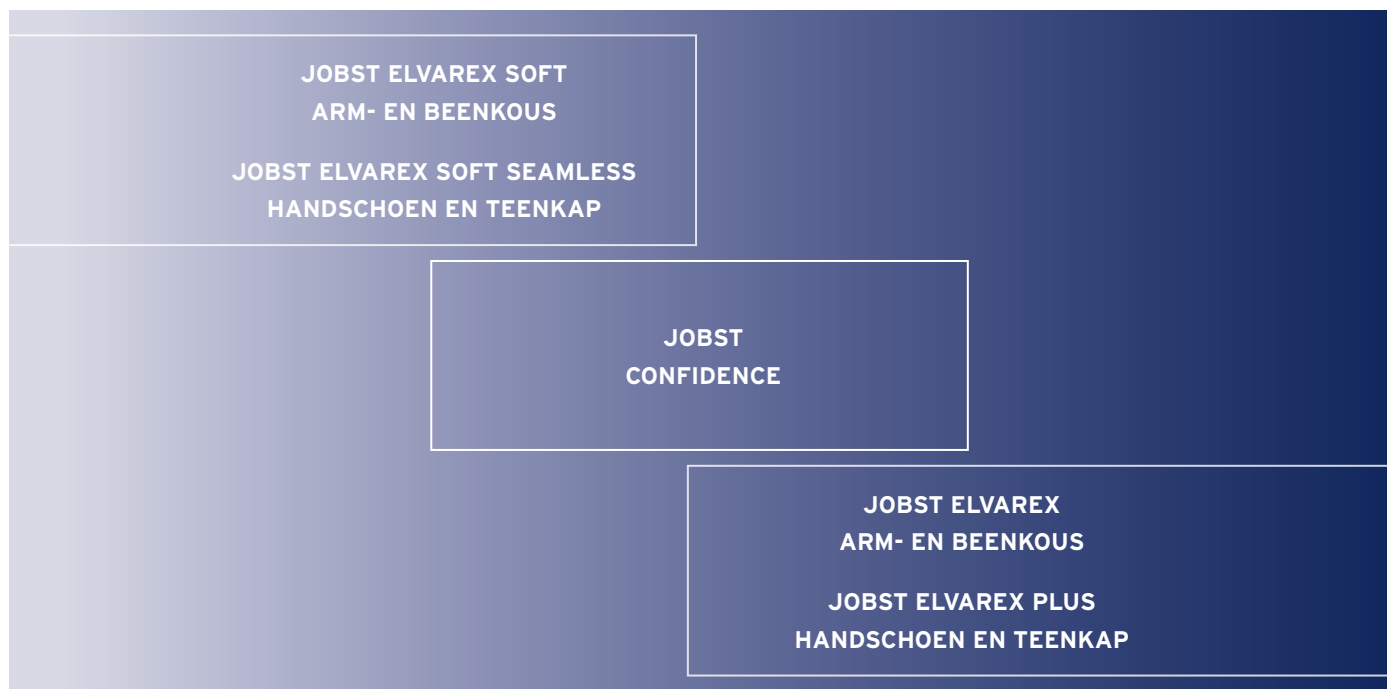 JOBST ELVAREX SOFT
ARM- EN BEENKOUS
JOBST ELVAREX SOFT SEAMLESS
HANDSCHOEN EN TEENKAP
JOBST
CONFIDENCE
JOBST ELVAREX
ARM- EN BEENKOUS
JOBST ELVAREX PLUS
HANDSCHOEN EN TEENKAP